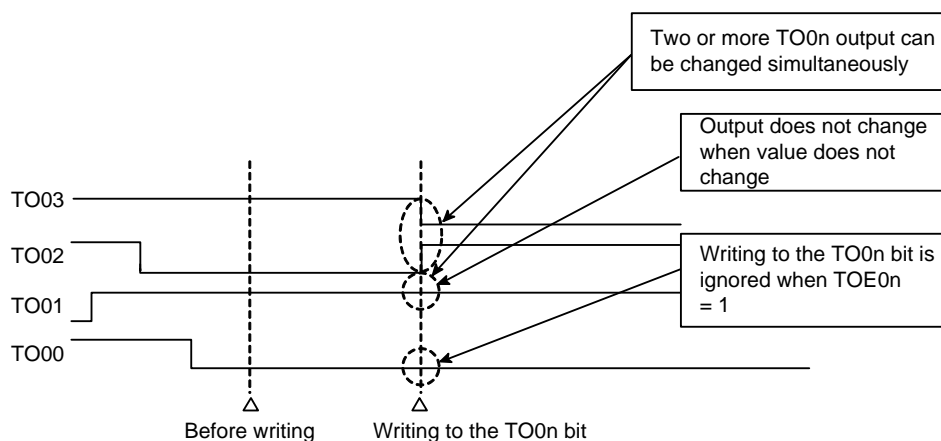 Two or more TO0n output can
be changed simultaneously
Output does not change
when value does not
change
TO03
TO02
Writing to the TO0n bit is
ignored when TOE0n
= 1
TO01
TO00
Before writing
Writing to the TO0n bit